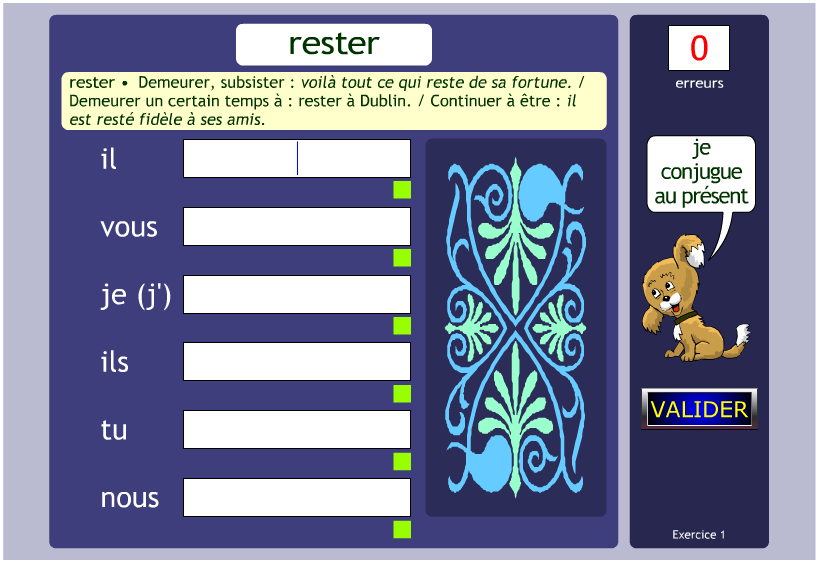 rester
rester • Demeurer, subsister : voilà tout ce qui reste de sa fortune. /
Demeurer un certain temps à : rester à Dublin. / Continuer à être : il
est resté fidèle à ses amis.
il
vous
je (j')
ils
tu
nous
0
erreurs
je
conjugue
au présent
VALIDER
Exercice 1